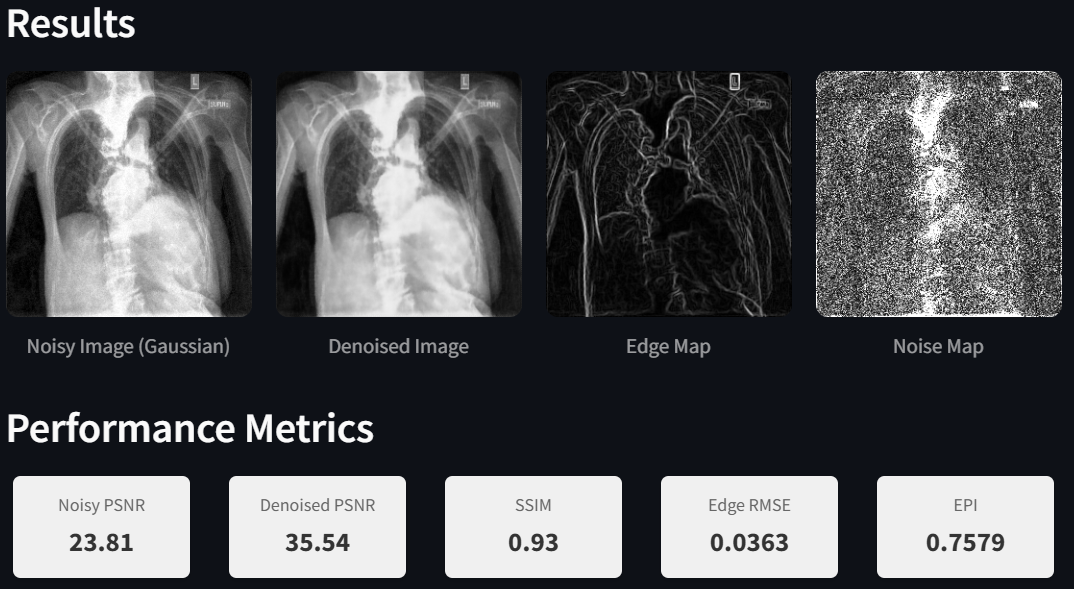 Results
L
L
L
Noisy Image (Gaussian)
Denoised Image
Edge Map
Noise Map
Performance Metrics
Noisy PSNR
Denoised PSNR
SSIM
Edge RMSE
EPI
23.81
35.54
0.93
0.0363
0.7579